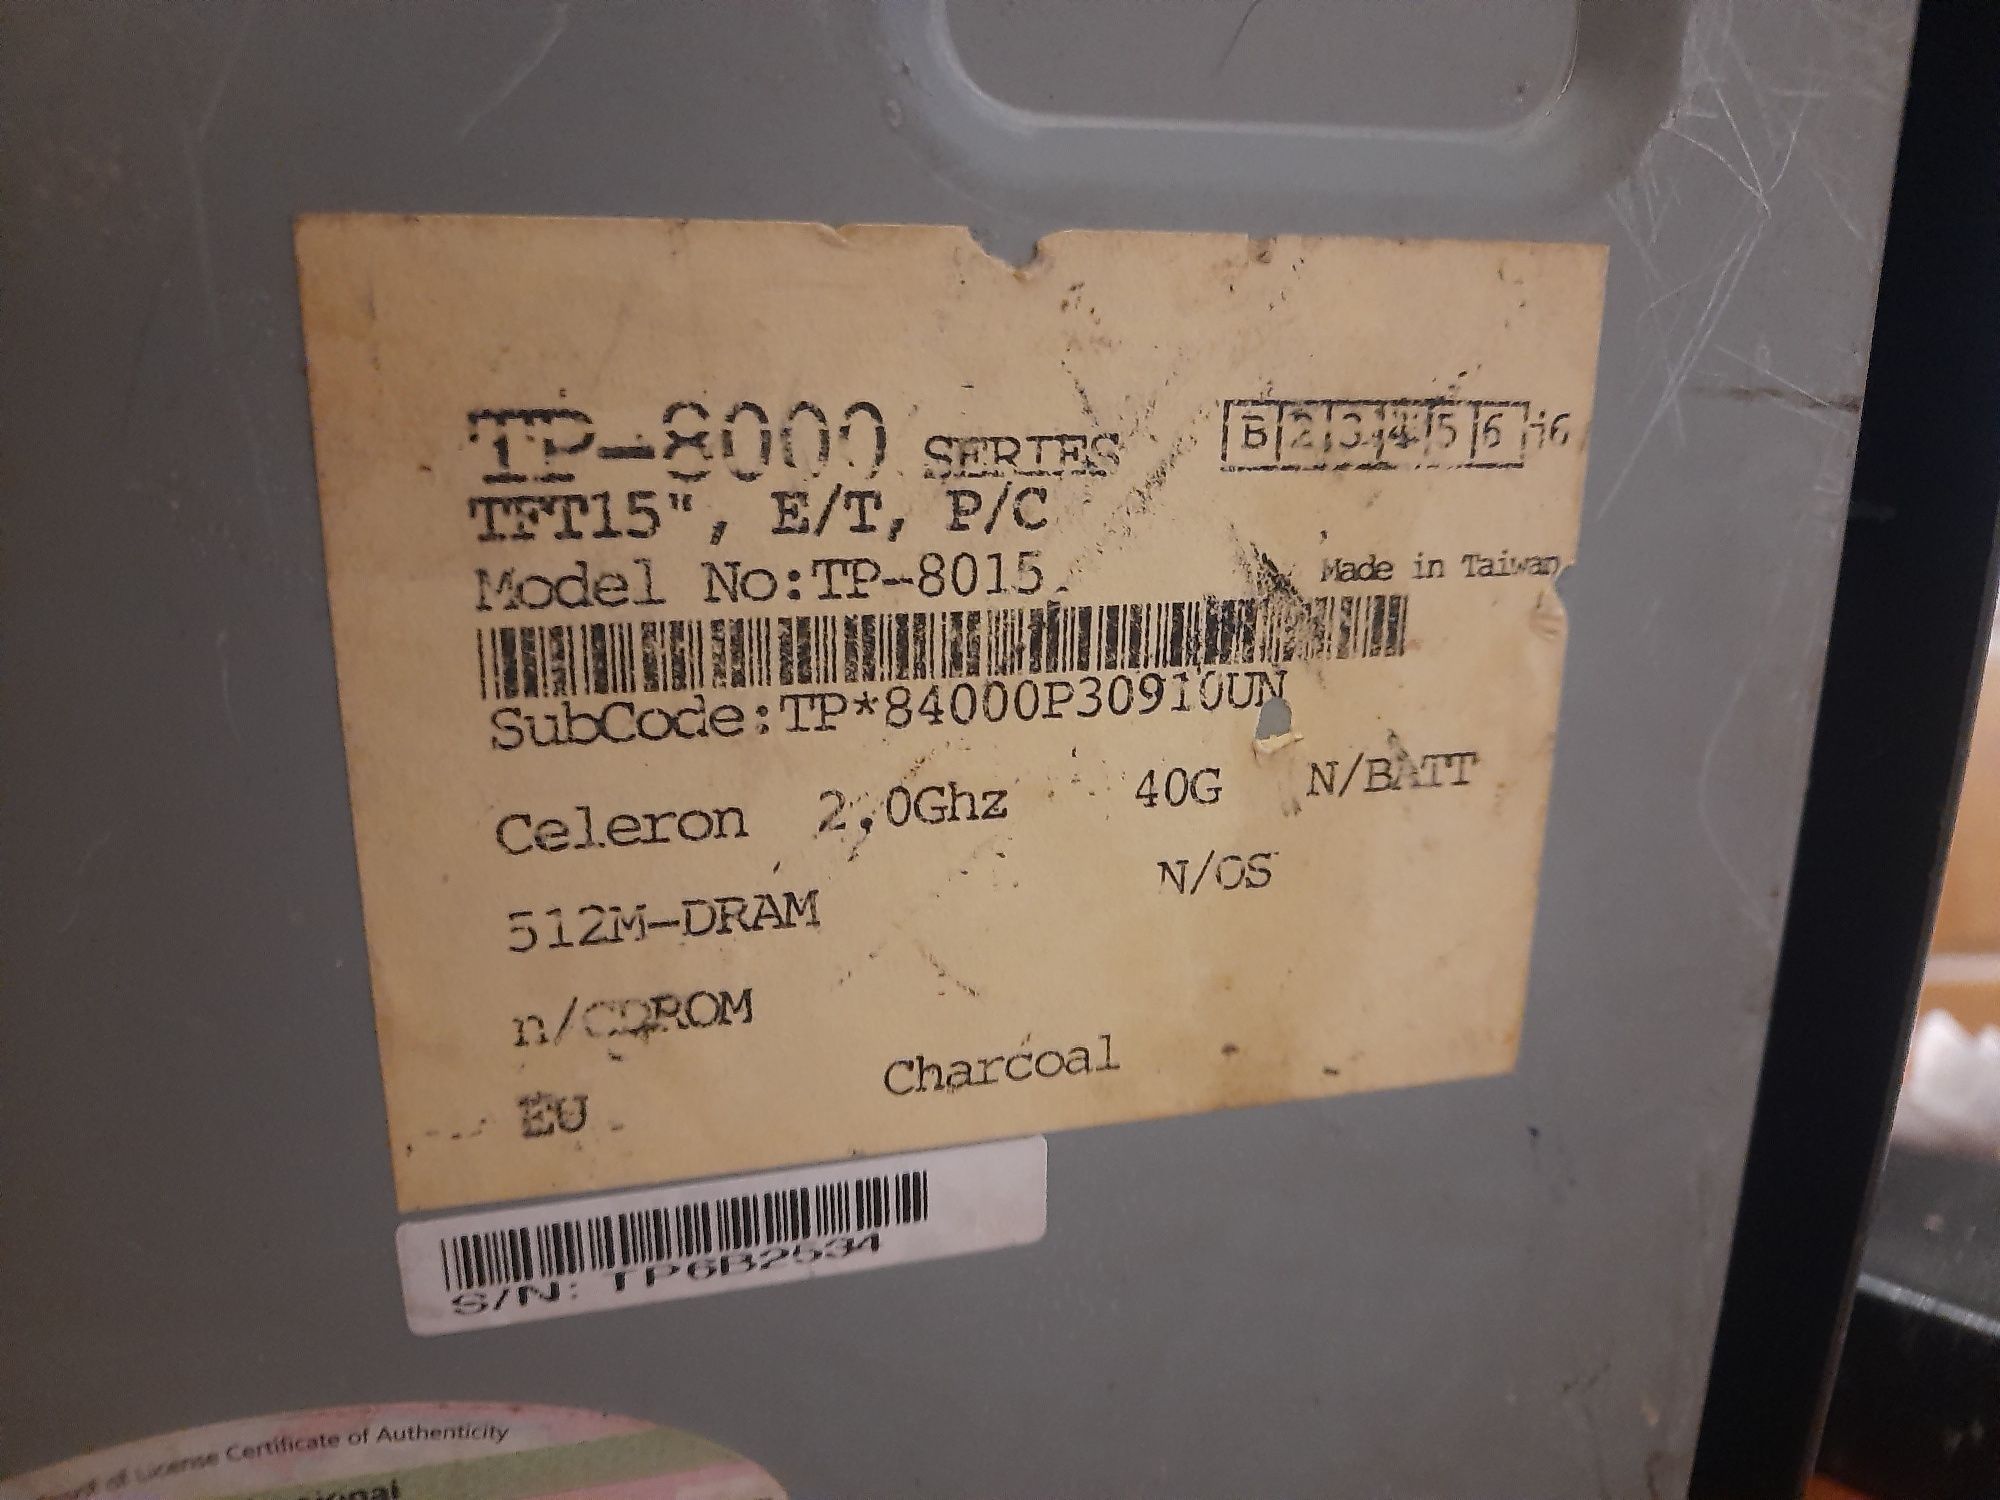 TP-8000 SERIES B 2 3 4 5 6 H6
TFT15", E/T, P/C
Model No:TP-8015
Made in Taiwan
SubCode:TP*84000P30910UN
Celeron 2.0Ghz 40G N/BATT
512M-DRAM N/OS
n/CDROM
EU Charcoal
S/N: TP6B2534
of License Certificate of Authenticity